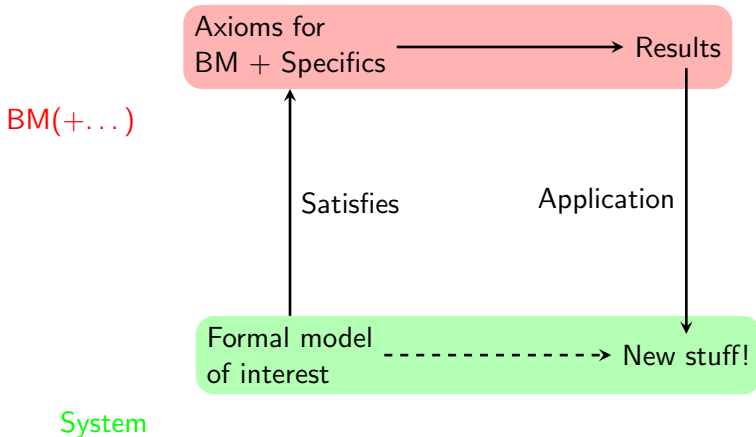 Axioms for
BM + Specifics
Results
BM(+...)
Satisfies
Application
Formal model
of interest
New stuff!
System